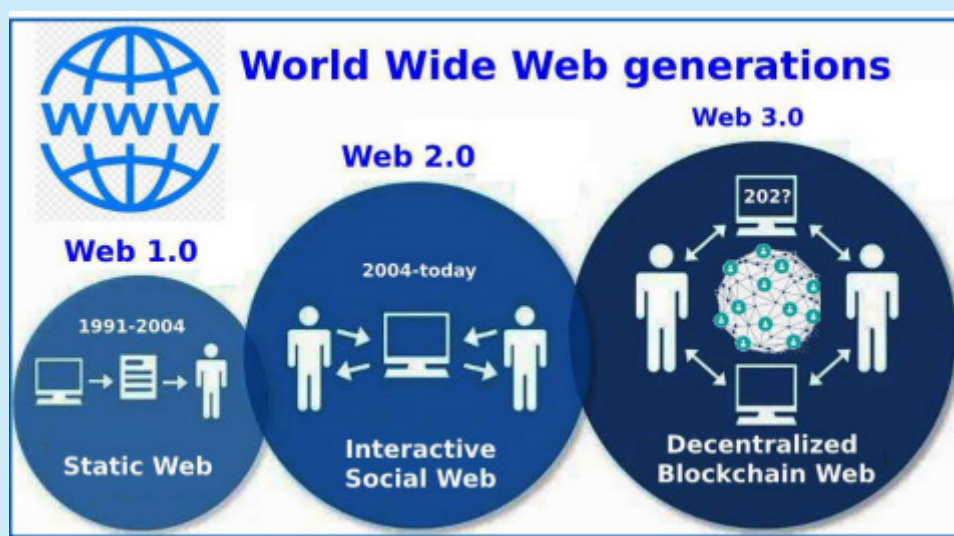 WWW
World Wide Web generations
Web 1.0
1991-2004
Static Web
Web 2.0
2004-today
Interactive
Social Web
Web 3.0
202?
Decentralized
Blockchain Web